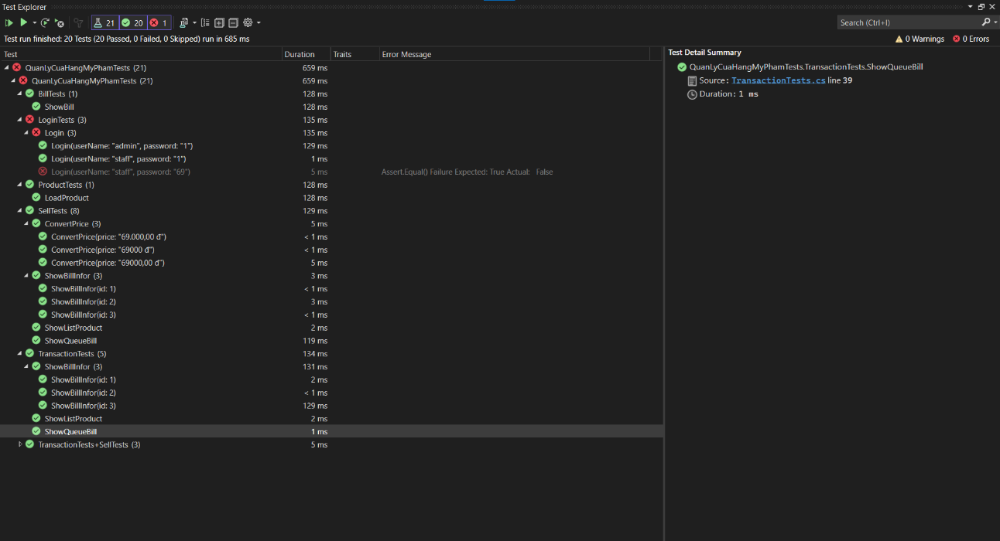 Test Explorer
21 20 1 Search (Ctrl+I)
Test run finished: 20 Tests (20 Passed, 0 Failed, 0 Skipped) run in 685 ms 0 Warnings 0 Errors
Test Duration Traits Error Message
QuanLyCuaHangMyPhamTests (21) 659 ms
QuanLyCuaHangMyPhamTests (21) 659 ms
BillTests (1) 128 ms
ShowBill 128 ms
LoginTests (3) 135 ms
Login (3) 135 ms
Login(userName: "admin", password: "1") 129 ms
Login(userName: "staff", password: "1") 1 ms
Login(userName: "staff", password: "69") 5 ms Assert.Equal() Failure Expected: True Actual: False
ProductTests (1) 128 ms
LoadProduct 128 ms
SellTests (8) 129 ms
ConvertPrice (3) 5 ms
ConvertPrice(price: "69.000,00 đ") < 1 ms
ConvertPrice(price: "69000 đ") < 1 ms
ConvertPrice(price: "69000,00 đ") 5 ms
ShowBillInfor (3) 3 ms
ShowBillInfor(id: 1) < 1 ms
ShowBillInfor(id: 2) 3 ms
ShowBillInfor(id: 3) < 1 ms
ShowListProduct 2 ms
ShowQueueBill 119 ms
TransactionTests (5) 134 ms
ShowBillInfor (3) 131 ms
ShowBillInfor(id: 1) 2 ms
ShowBillInfor(id: 2) < 1 ms
ShowBillInfor(id: 3) 129 ms
ShowListProduct 2 ms
ShowQueueBill 1 ms
TransactionTests+SellTests (3) 5 ms
Test Detail Summary
QuanLyCuaHangMyPhamTests.TransactionTests.ShowQueueBill
Source: TransactionTests.cs line 39
Duration: 1 ms